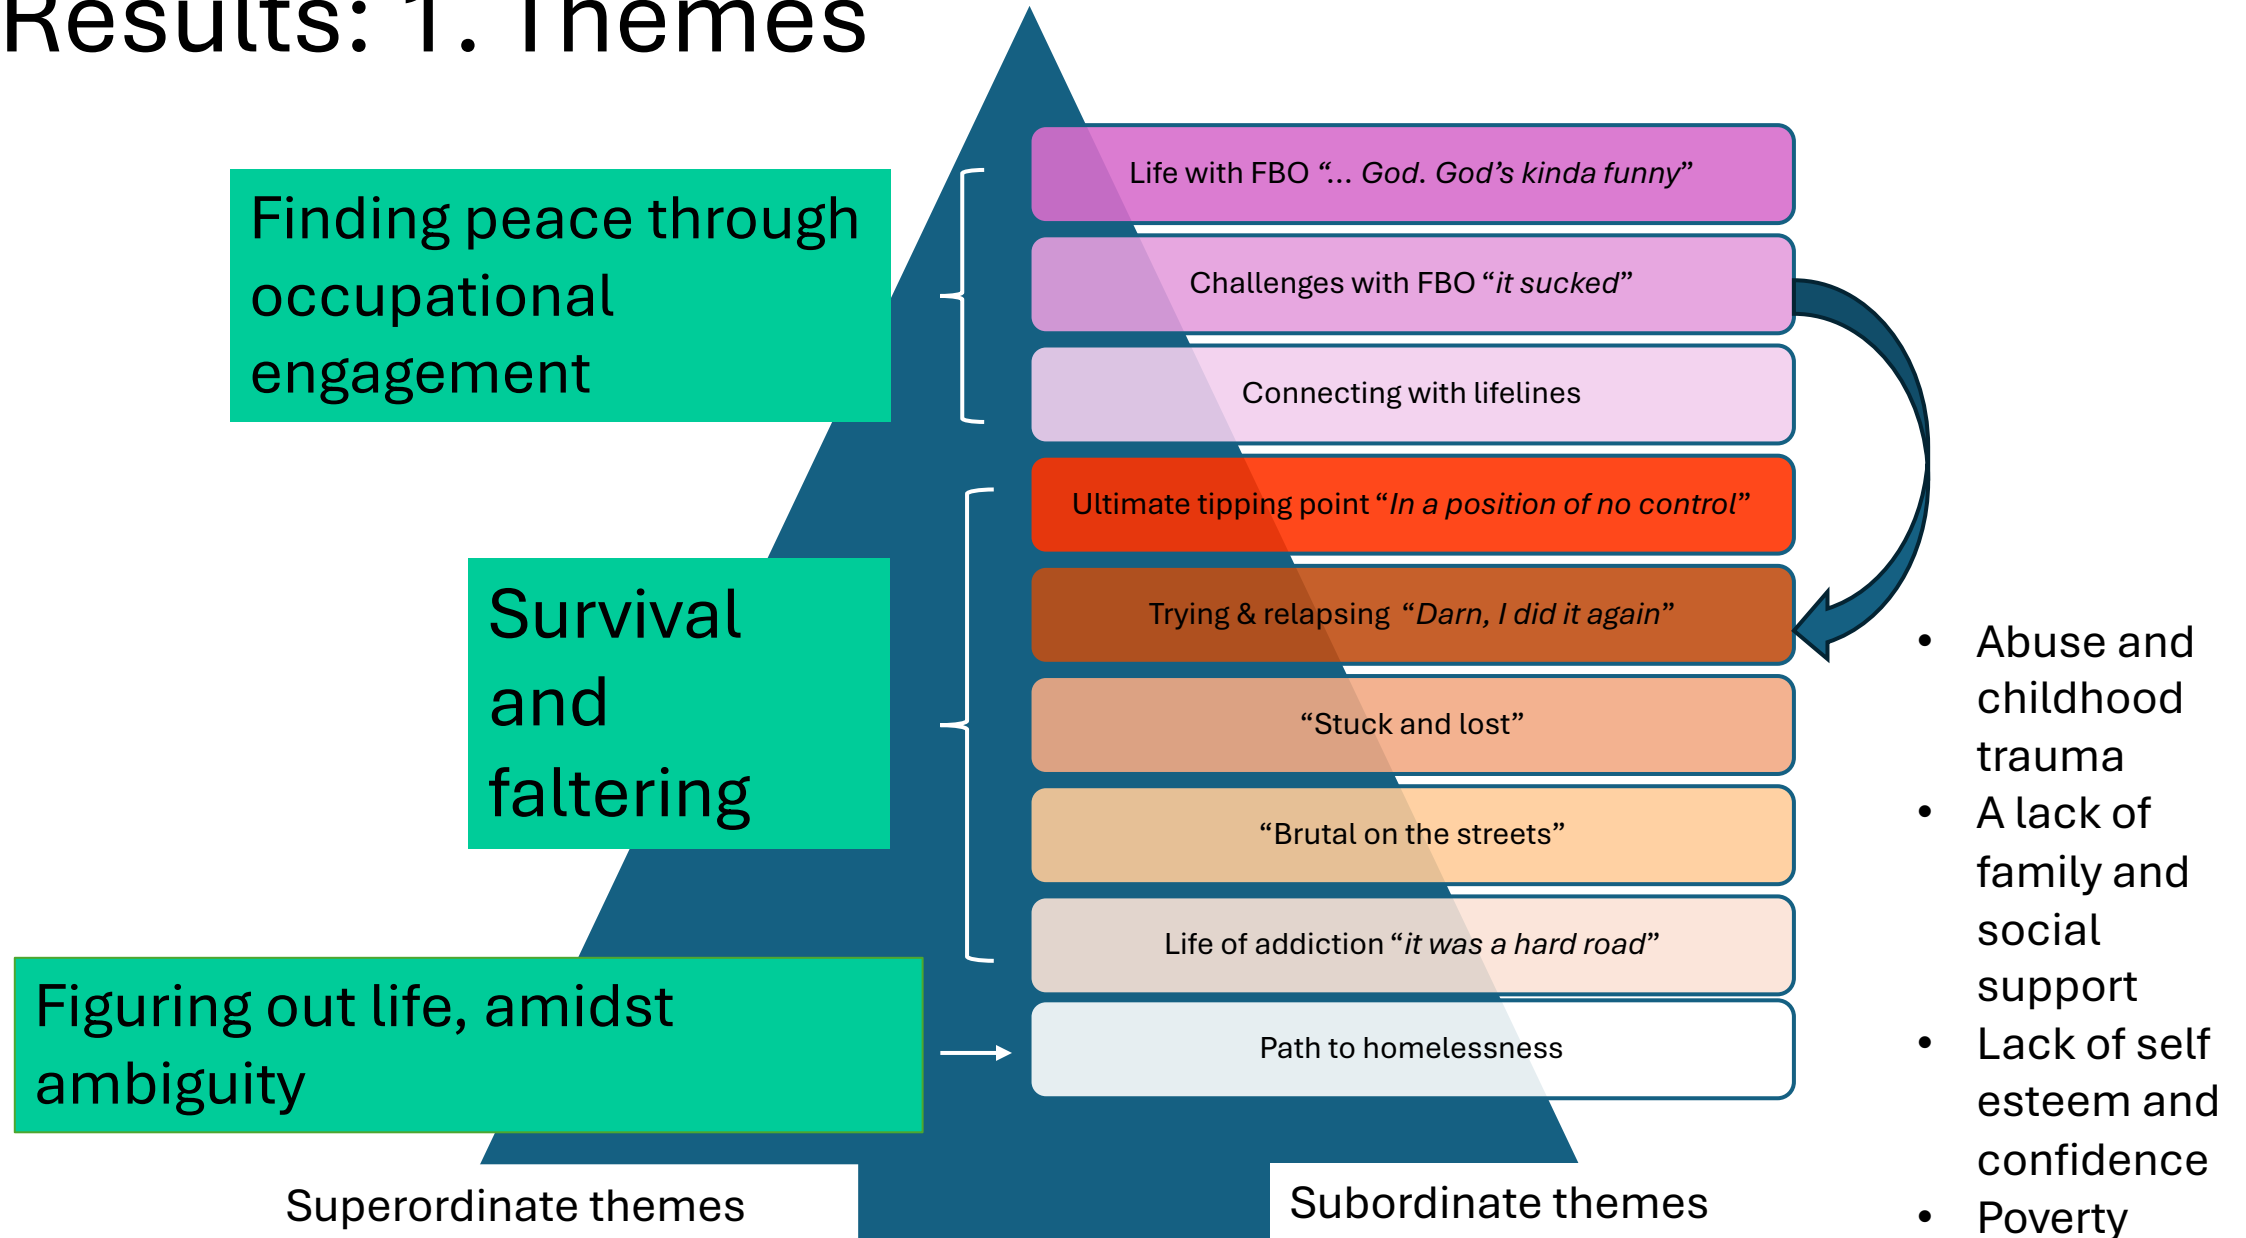 Results: 1. Themes
Finding peace through
occupational
engagement
Survival
and
faltering
Figuring out life, amidst
ambiguity
Superordinate themes
Life with FBO “... God. God’s kinda funny”
Challenges with FBO “it sucked”
Connecting with lifelines
Ultimate tipping point “In a position of no control”
Trying & relapsing “Darn, I did it again”
“Stuck and lost”
“Brutal on the streets”
Life of addiction “it was a hard road”
Path to homelessness
Subordinate themes
• Abuse and
childhood
trauma
• A lack of
family and
social
support
• Lack of self
esteem and
confidence
• Poverty